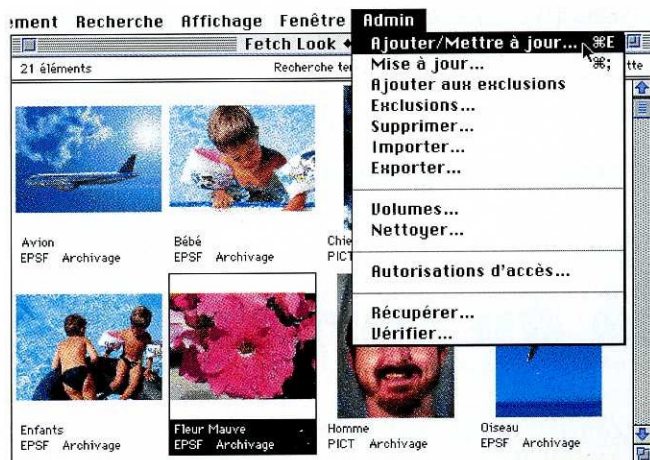 ment Recherche Affichage Fenêtre Admin
Fetch Look
21 éléments
Recherche te
tte
Ajouter/Mettre à jour... ⌘E
Mise à jour... ⌘;
Ajouter aux exclusions
Exclusions...
Supprimer...
Importer...
Exporter...
Volumes...
Nettoyer...
Autorisations d'accès...
Récupérer...
Vérifier...
Avion
EPSF Archivage
Bébé
EPSF Archivage
Chie
PICT
Enfants
EPSF Archivage
Fleur Mauve
EPSF Archivage
Homme
PICT Archivage
Oiseau
EPSF Archivage